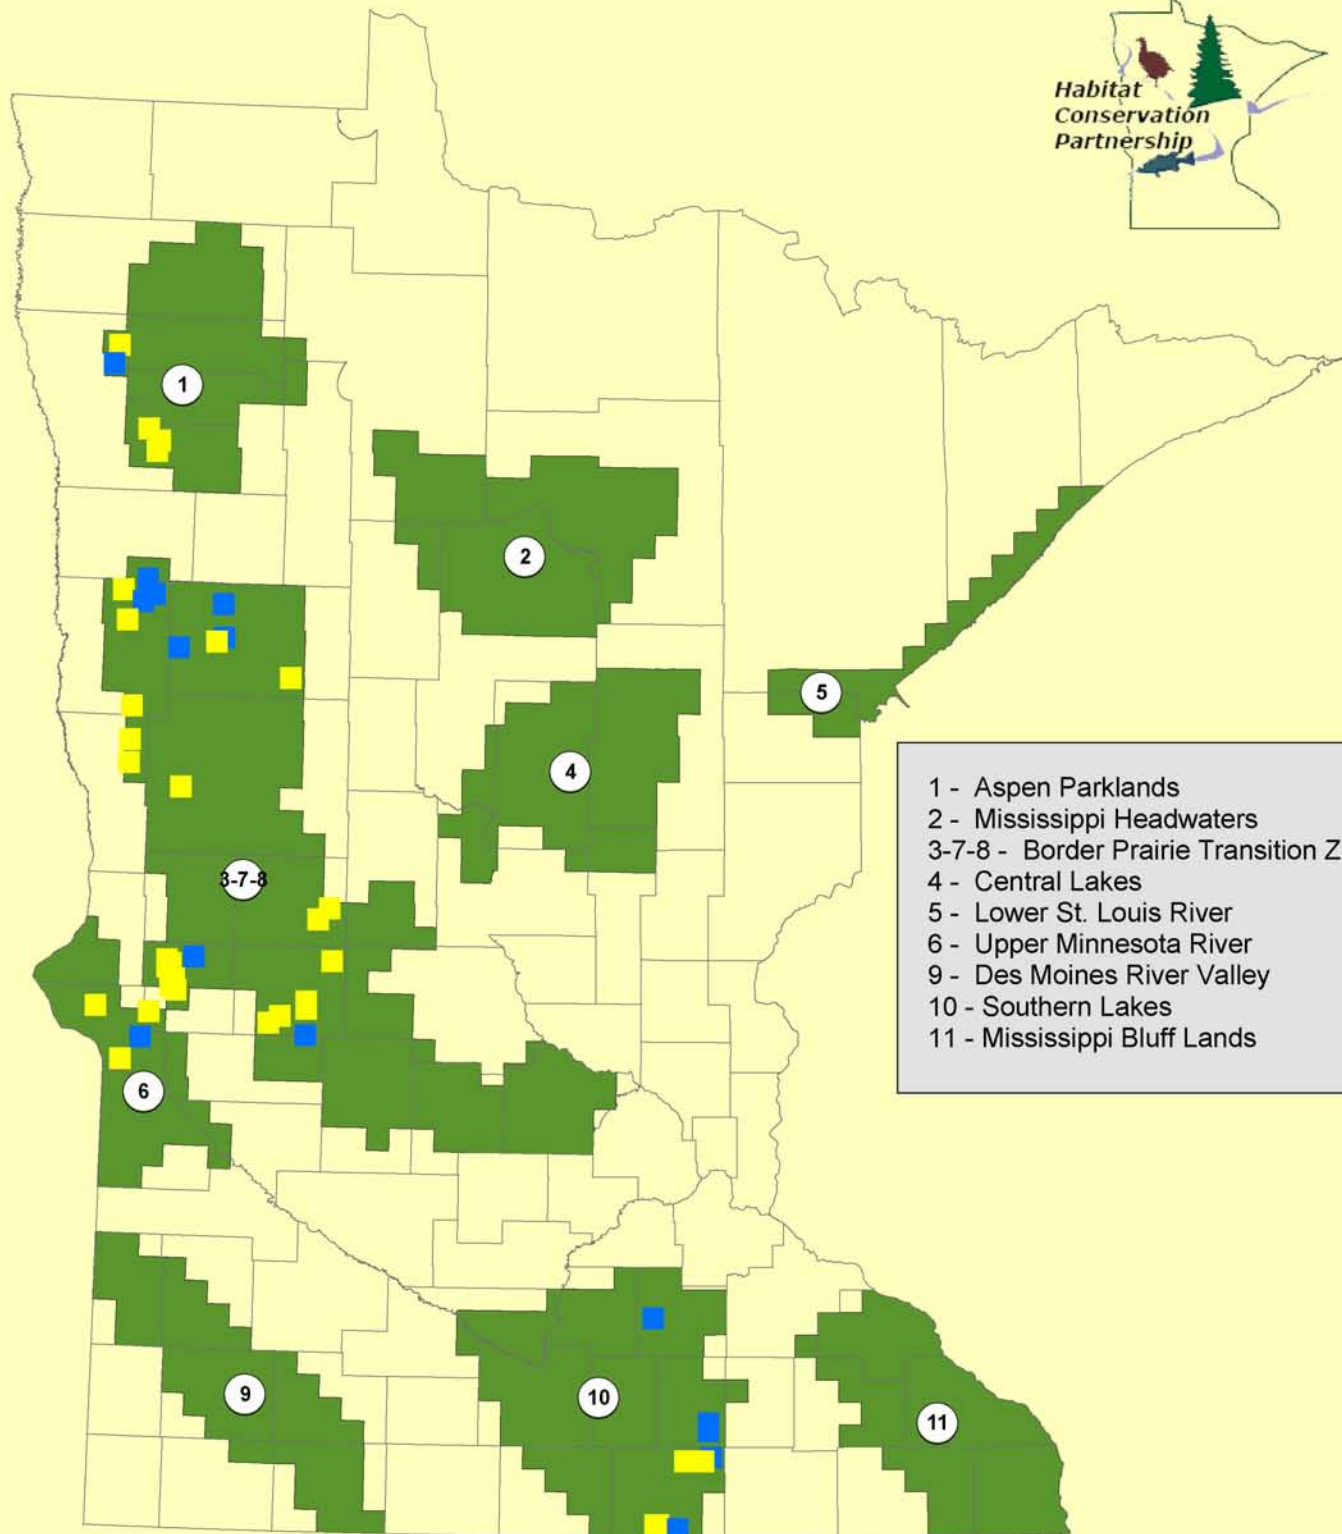 Habitat
Conservation
Partnership
1
2
5
4
3-7-8
6
9
10
11
1 - Aspen Parklands
2 - Mississippi Headwaters
3-7-8 - Border Prairie Transition Z
4 - Central Lakes
5 - Lower St. Louis River
6 - Upper Minnesota River
9 - Des Moines River Valley
10 - Southern Lakes
11 - Mississippi Bluff Lands